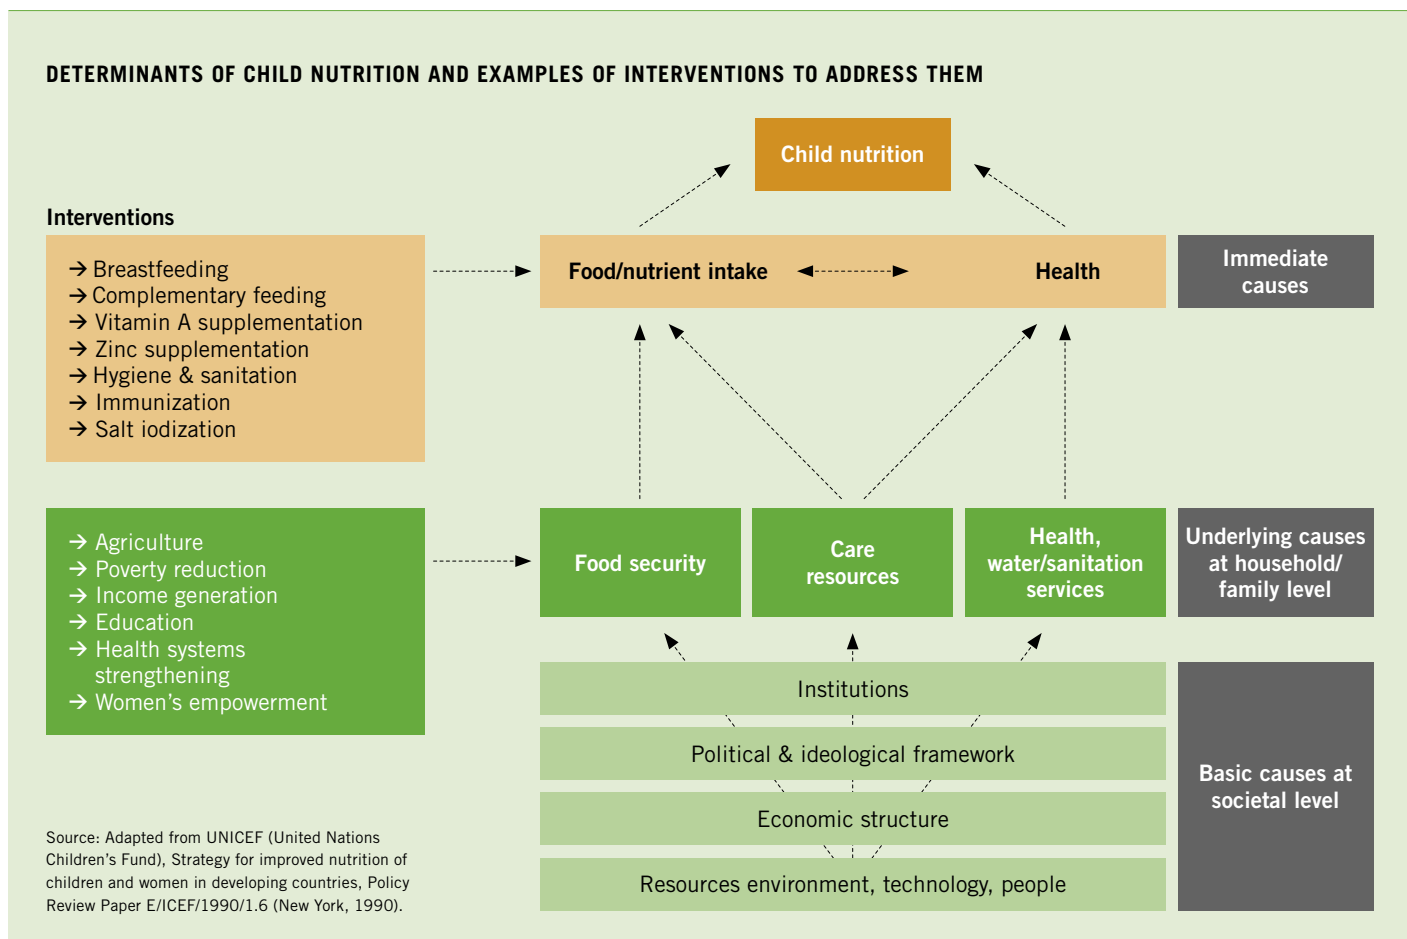 DETERMINANTS OF CHILD NUTRITION AND EXAMPLES OF INTERVENTIONS TO ADDRESS THEM
Child nutrition
Interventions
→ Breastfeeding
→ Complementary feeding
→ Vitamin A supplementation
→ Zinc supplementation
→ Hygiene & sanitation
→ Immunization
→ Salt iodization
Food/nutrient intake
Health
Immediate
causes
→ Agriculture
→ Poverty reduction
→ Income generation
→ Education
→ Health systems
strengthening
→ Women’s empowerment
Food security
Care
resources
Health,
water/sanitation
services
Underlying causes
at household/
family level
Institutions
Political & ideological framework
Economic structure
Resources environment, technology, people
Basic causes at
societal level
Source: Adapted from UNICEF (United Nations
Children’s Fund), Strategy for improved nutrition of
children and women in developing countries, Policy
Review Paper E/ICEF/1990/1.6 (New York, 1990).